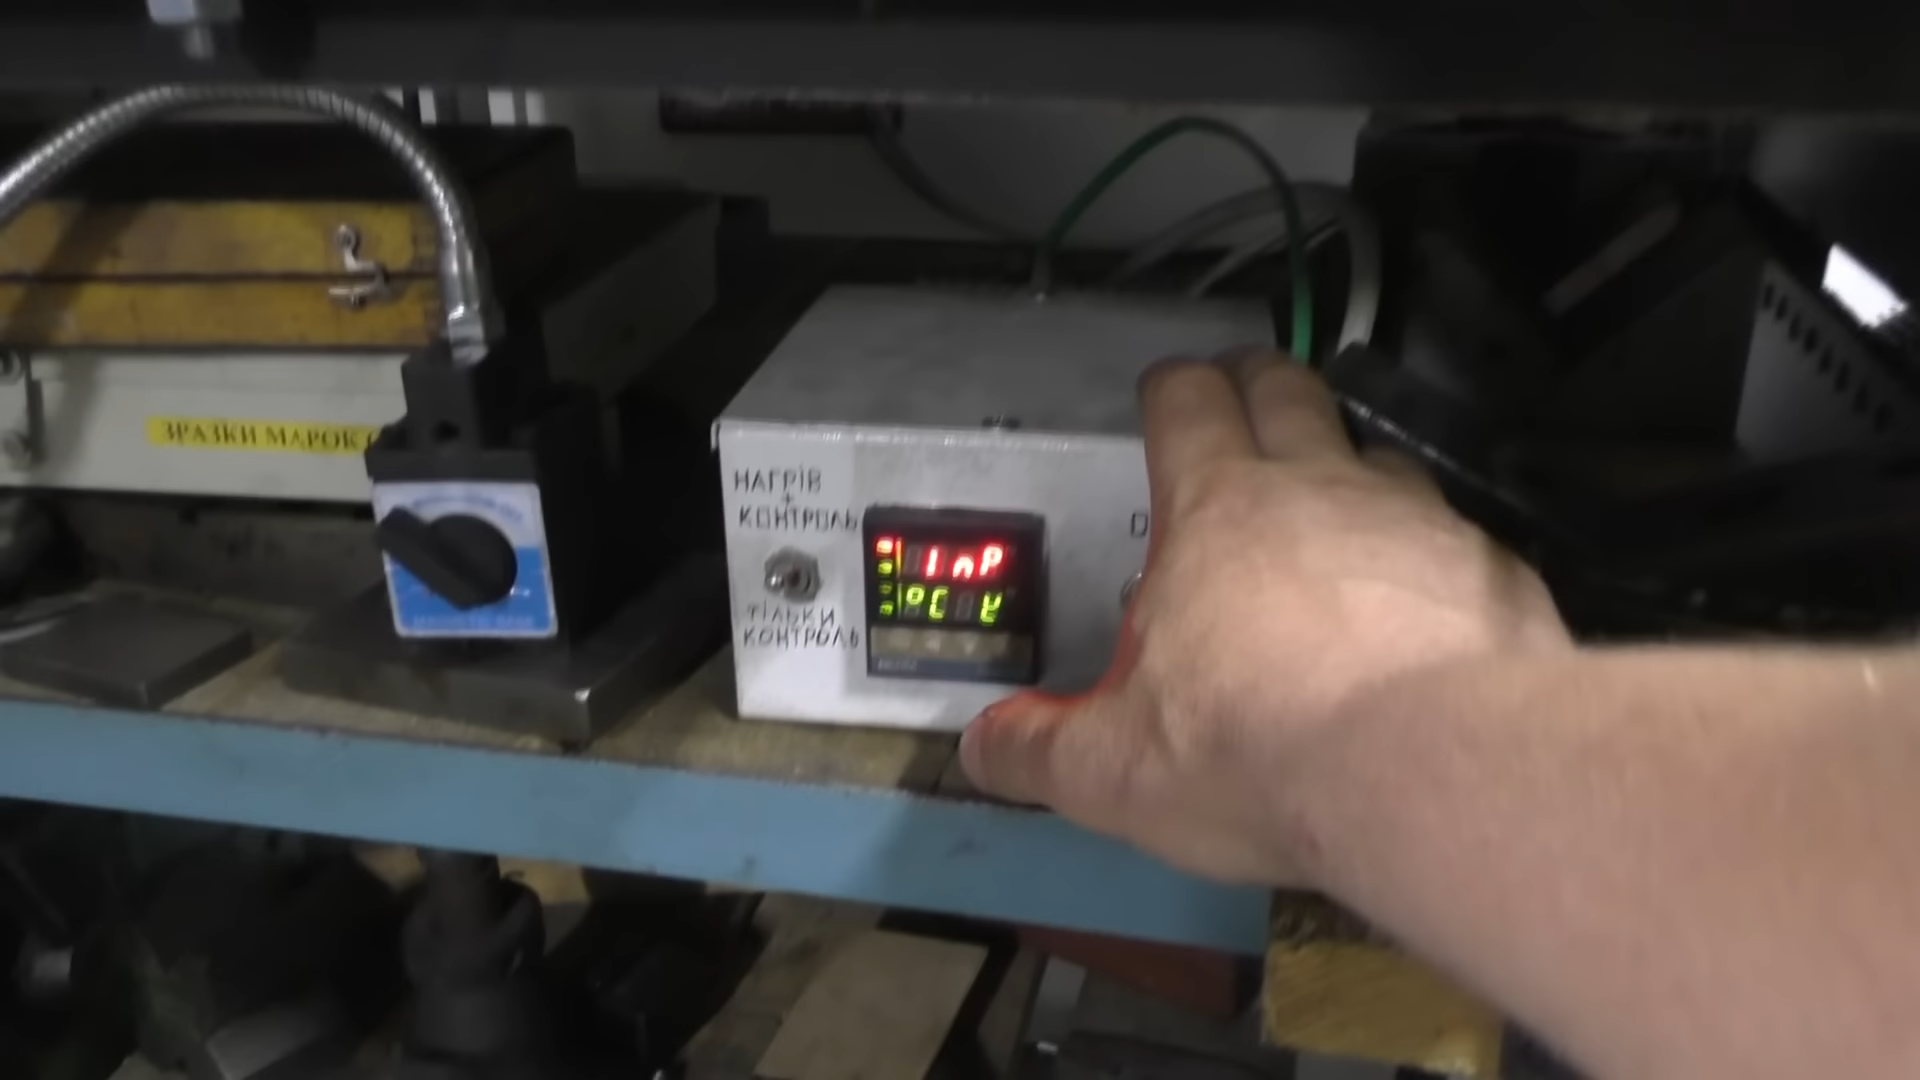 ЗРАЗКИ МАРОК
НАГРІВ
+
КОНТРОЛЬ
ТІЛЬКИ
КОНТРОЛЬ
InP
°C